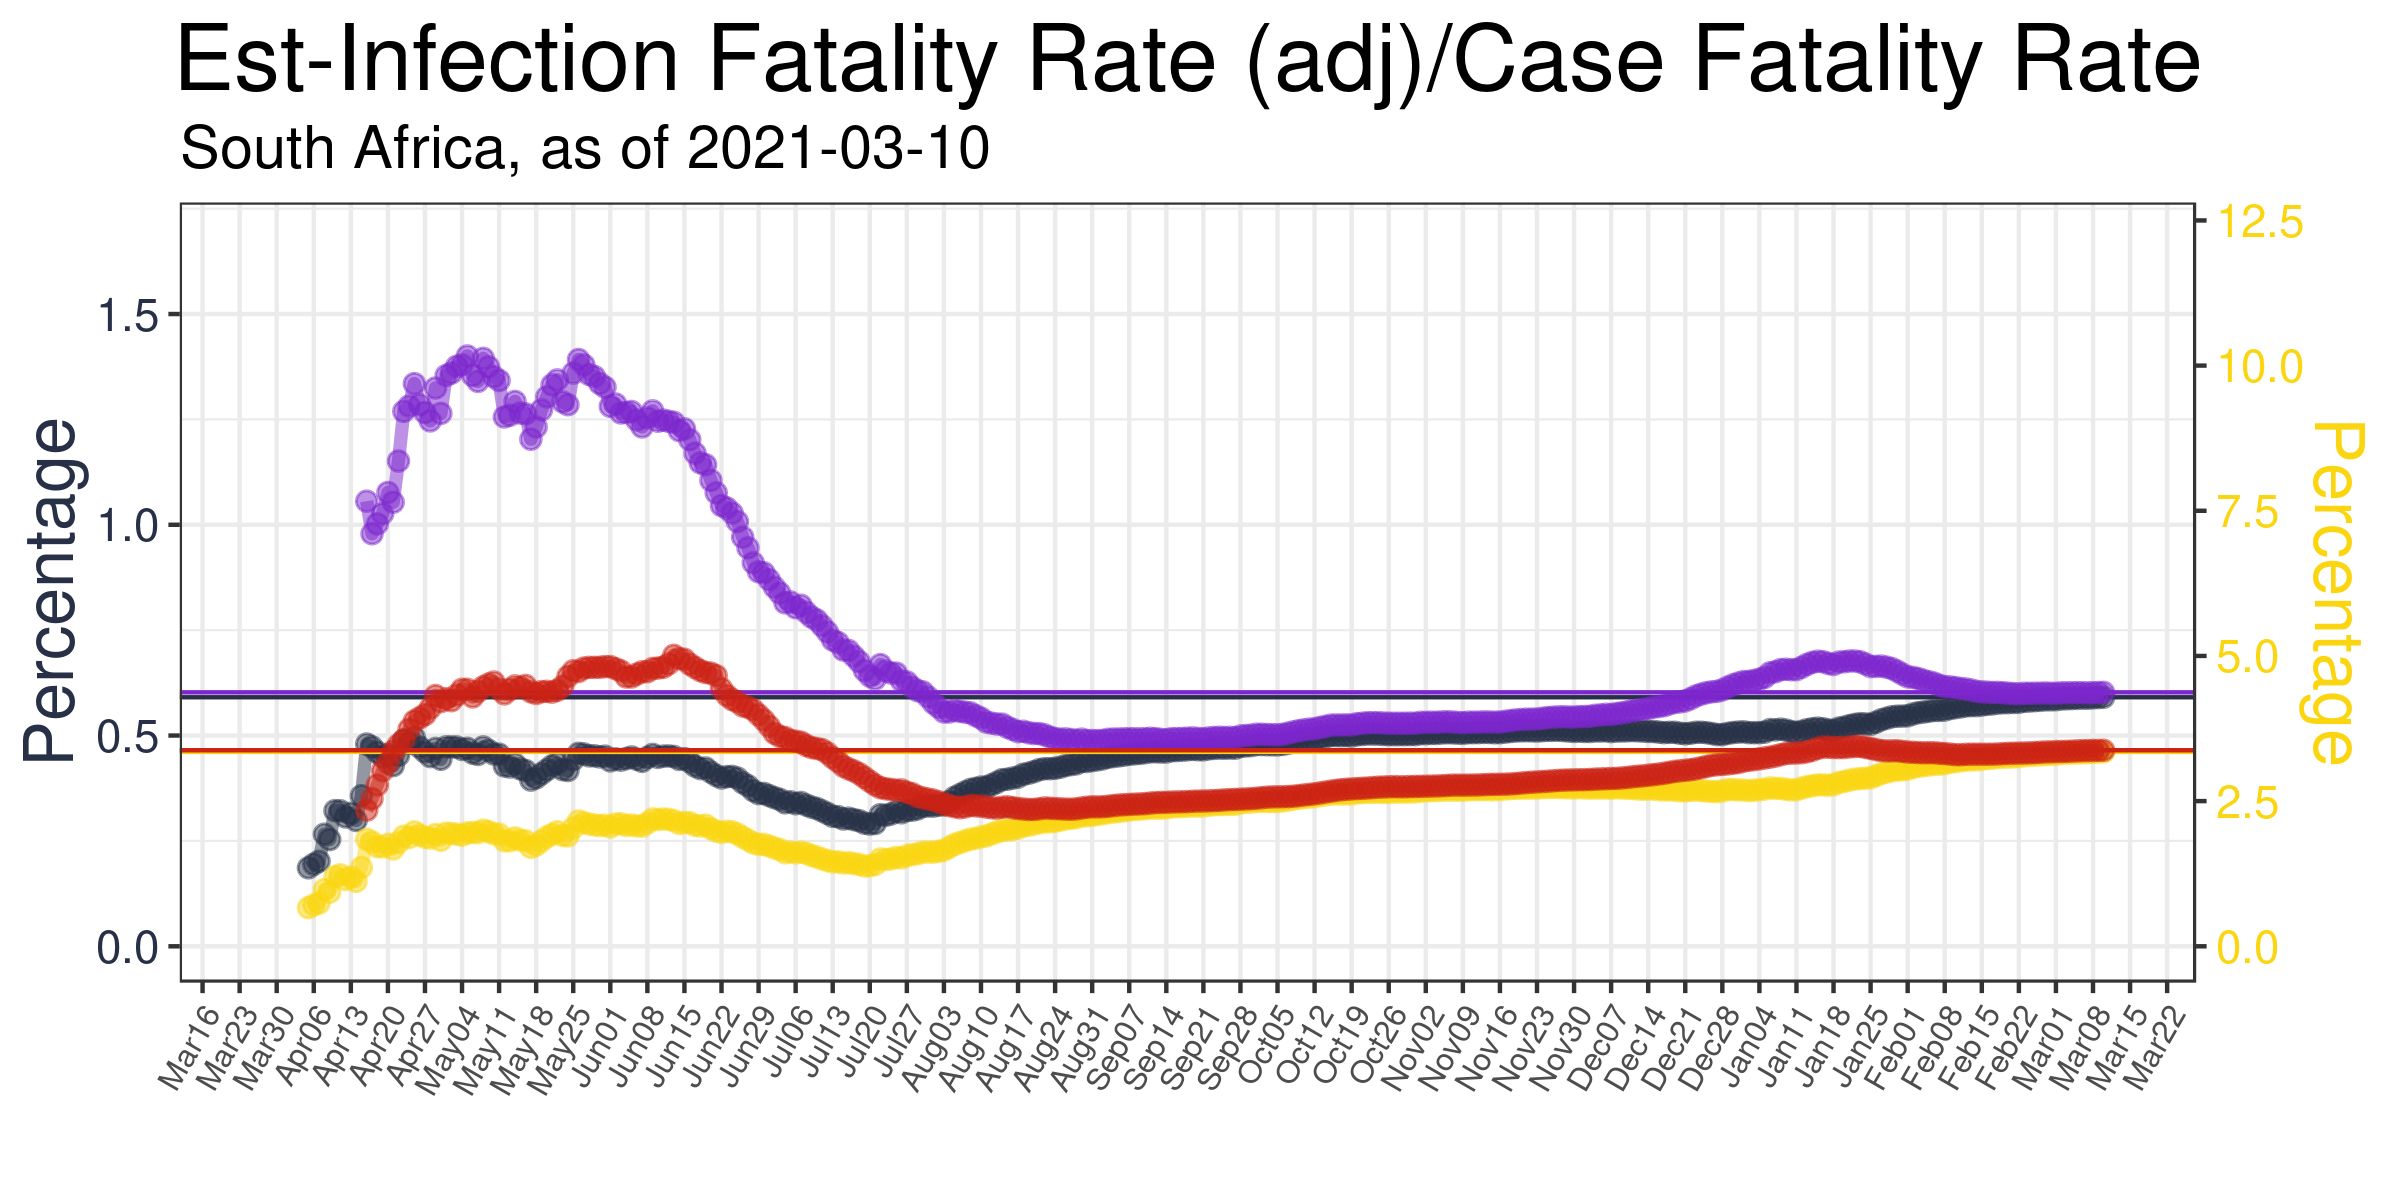 Est-Infection Fatality Rate (adj)/Case Fatality Rate
South Africa, as of 2021-03-10
Percentage
1.5
1.0
0.5
0.0
12.5
10.0
7.5
5.0
2.5
0.0
Percentage
Mar16
Mar23
Mar30
Apr06
Apr13
Apr20
Apr27
May04
May11
May18
May25
Jun01
Jun08
Jun15
Jun22
Jun29
Jul06
Jul13
Jul20
Jul27
Aug03
Aug10
Aug17
Aug24
Aug31
Sep07
Sep14
Sep21
Sep28
Oct05
Oct12
Oct19
Oct26
Nov02
Nov09
Nov16
Nov23
Nov30
Dec07
Dec14
Dec21
Dec28
Jan04
Jan11
Jan18
Jan25
Feb01
Feb08
Feb15
Feb22
Mar01
Mar08
Mar15
Mar22